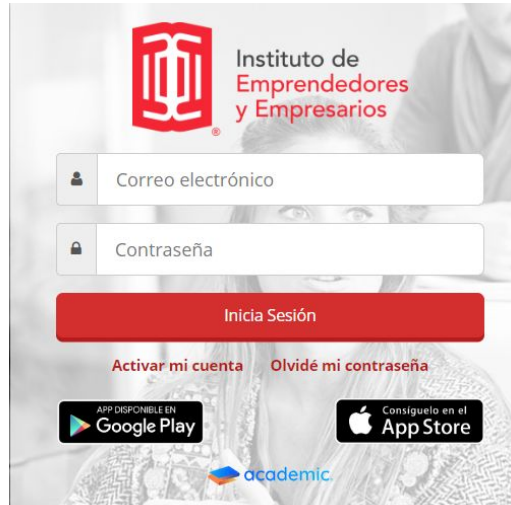 Instituto de
Emprendedores
y Empresarios
®
Correo electrónico
Contraseña
Inicia Sesión
Activar mi cuenta Olvidé mi contraseña
APP DISPONIBLE EN
Google Play
Consíguelo en el
App Store
academic